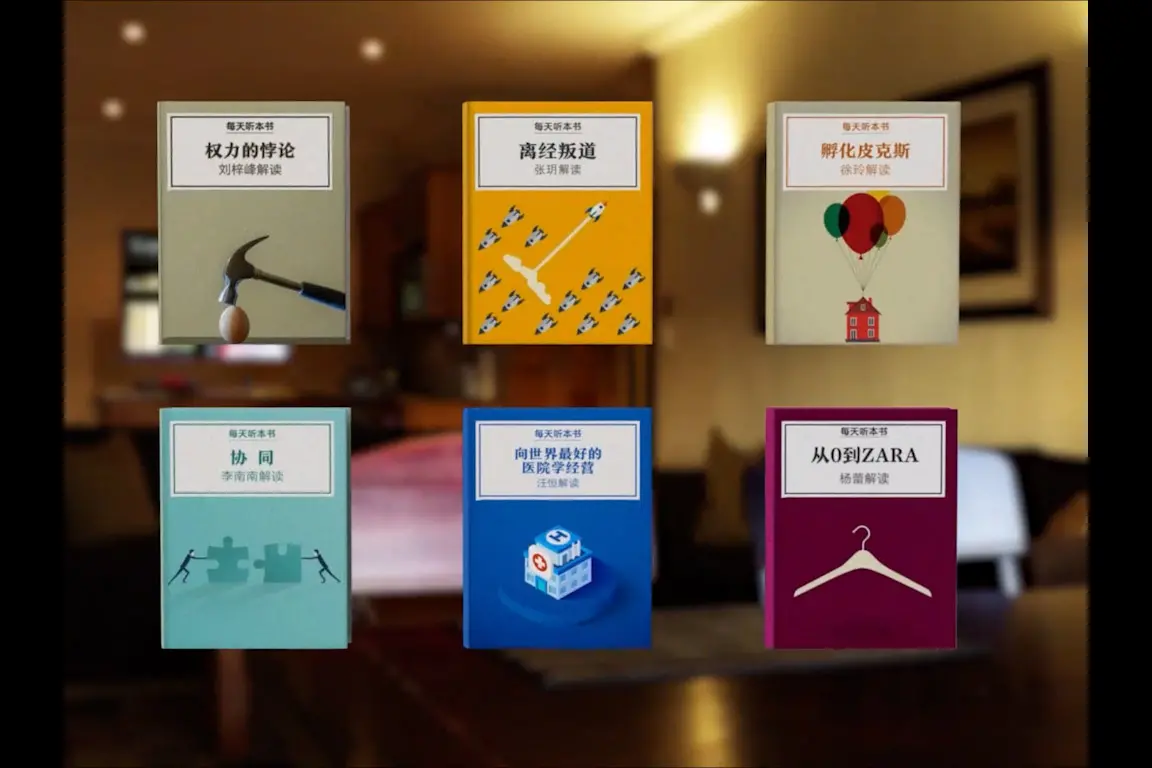 每天听本书
权力的悖论
刘梓峰解读
每天听本书
离经叛道
张玥解读
每天听本书
孵化皮克斯
徐玲解读
每天听本书
协 同
李南南解读
每天听本书
向世界最好的
医院学经营
汪恒解读
每天听本书
从0到ZARA
杨蕾解读
H